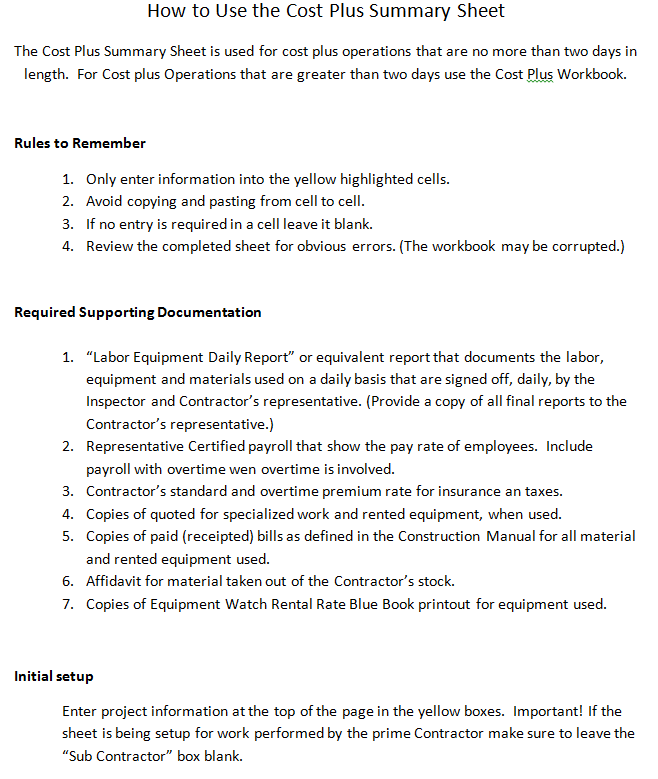 How to Use the Cost Plus Summary Sheet
The Cost Plus Summary Sheet is used for cost plus operations that are no more than two days in
length.  For Cost plus Operations that are greater than two days use the Cost Plus Workbook.
Rules to Remember
1. Only enter information into the yellow highlighted cells.
2. Avoid copying and pasting from cell to cell.
3. If no entry is required in a cell leave it blank.
4. Review the completed sheet for obvious errors. (The workbook may be corrupted.)
Required Supporting Documentation
1. “Labor Equipment Daily Report” or equivalent report that documents the labor,
equipment and materials used on a daily basis that are signed off, daily, by the
Inspector and Contractor’s representative. (Provide a copy of all final reports to the
Contractor’s representative.)
2. Representative Certified payroll that show the pay rate of employees.  Include
payroll with overtime wen overtime is involved.
3. Contractor’s standard and overtime premium rate for insurance an taxes.
4. Copies of quoted for specialized work and rented equipment, when used.
5. Copies of paid (receipted) bills as defined in the Construction Manual for all material
and rented equipment used.
6. Affidavit for material taken out of the Contractor’s stock.
7. Copies of Equipment Watch Rental Rate Blue Book printout for equipment used.
Initial setup
Enter project information at the top of the page in the yellow boxes.  Important! If the
sheet is being setup for work performed by the prime Contractor make sure to leave the
“Sub Contractor” box blank.